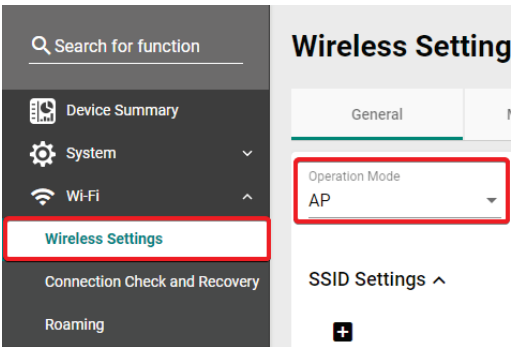 Search for function
Device Summary
System
Wi-Fi
Wireless Settings
Connection Check and Recovery
Roaming
Wireless Setting
General
Operation Mode
AP
SSID Settings